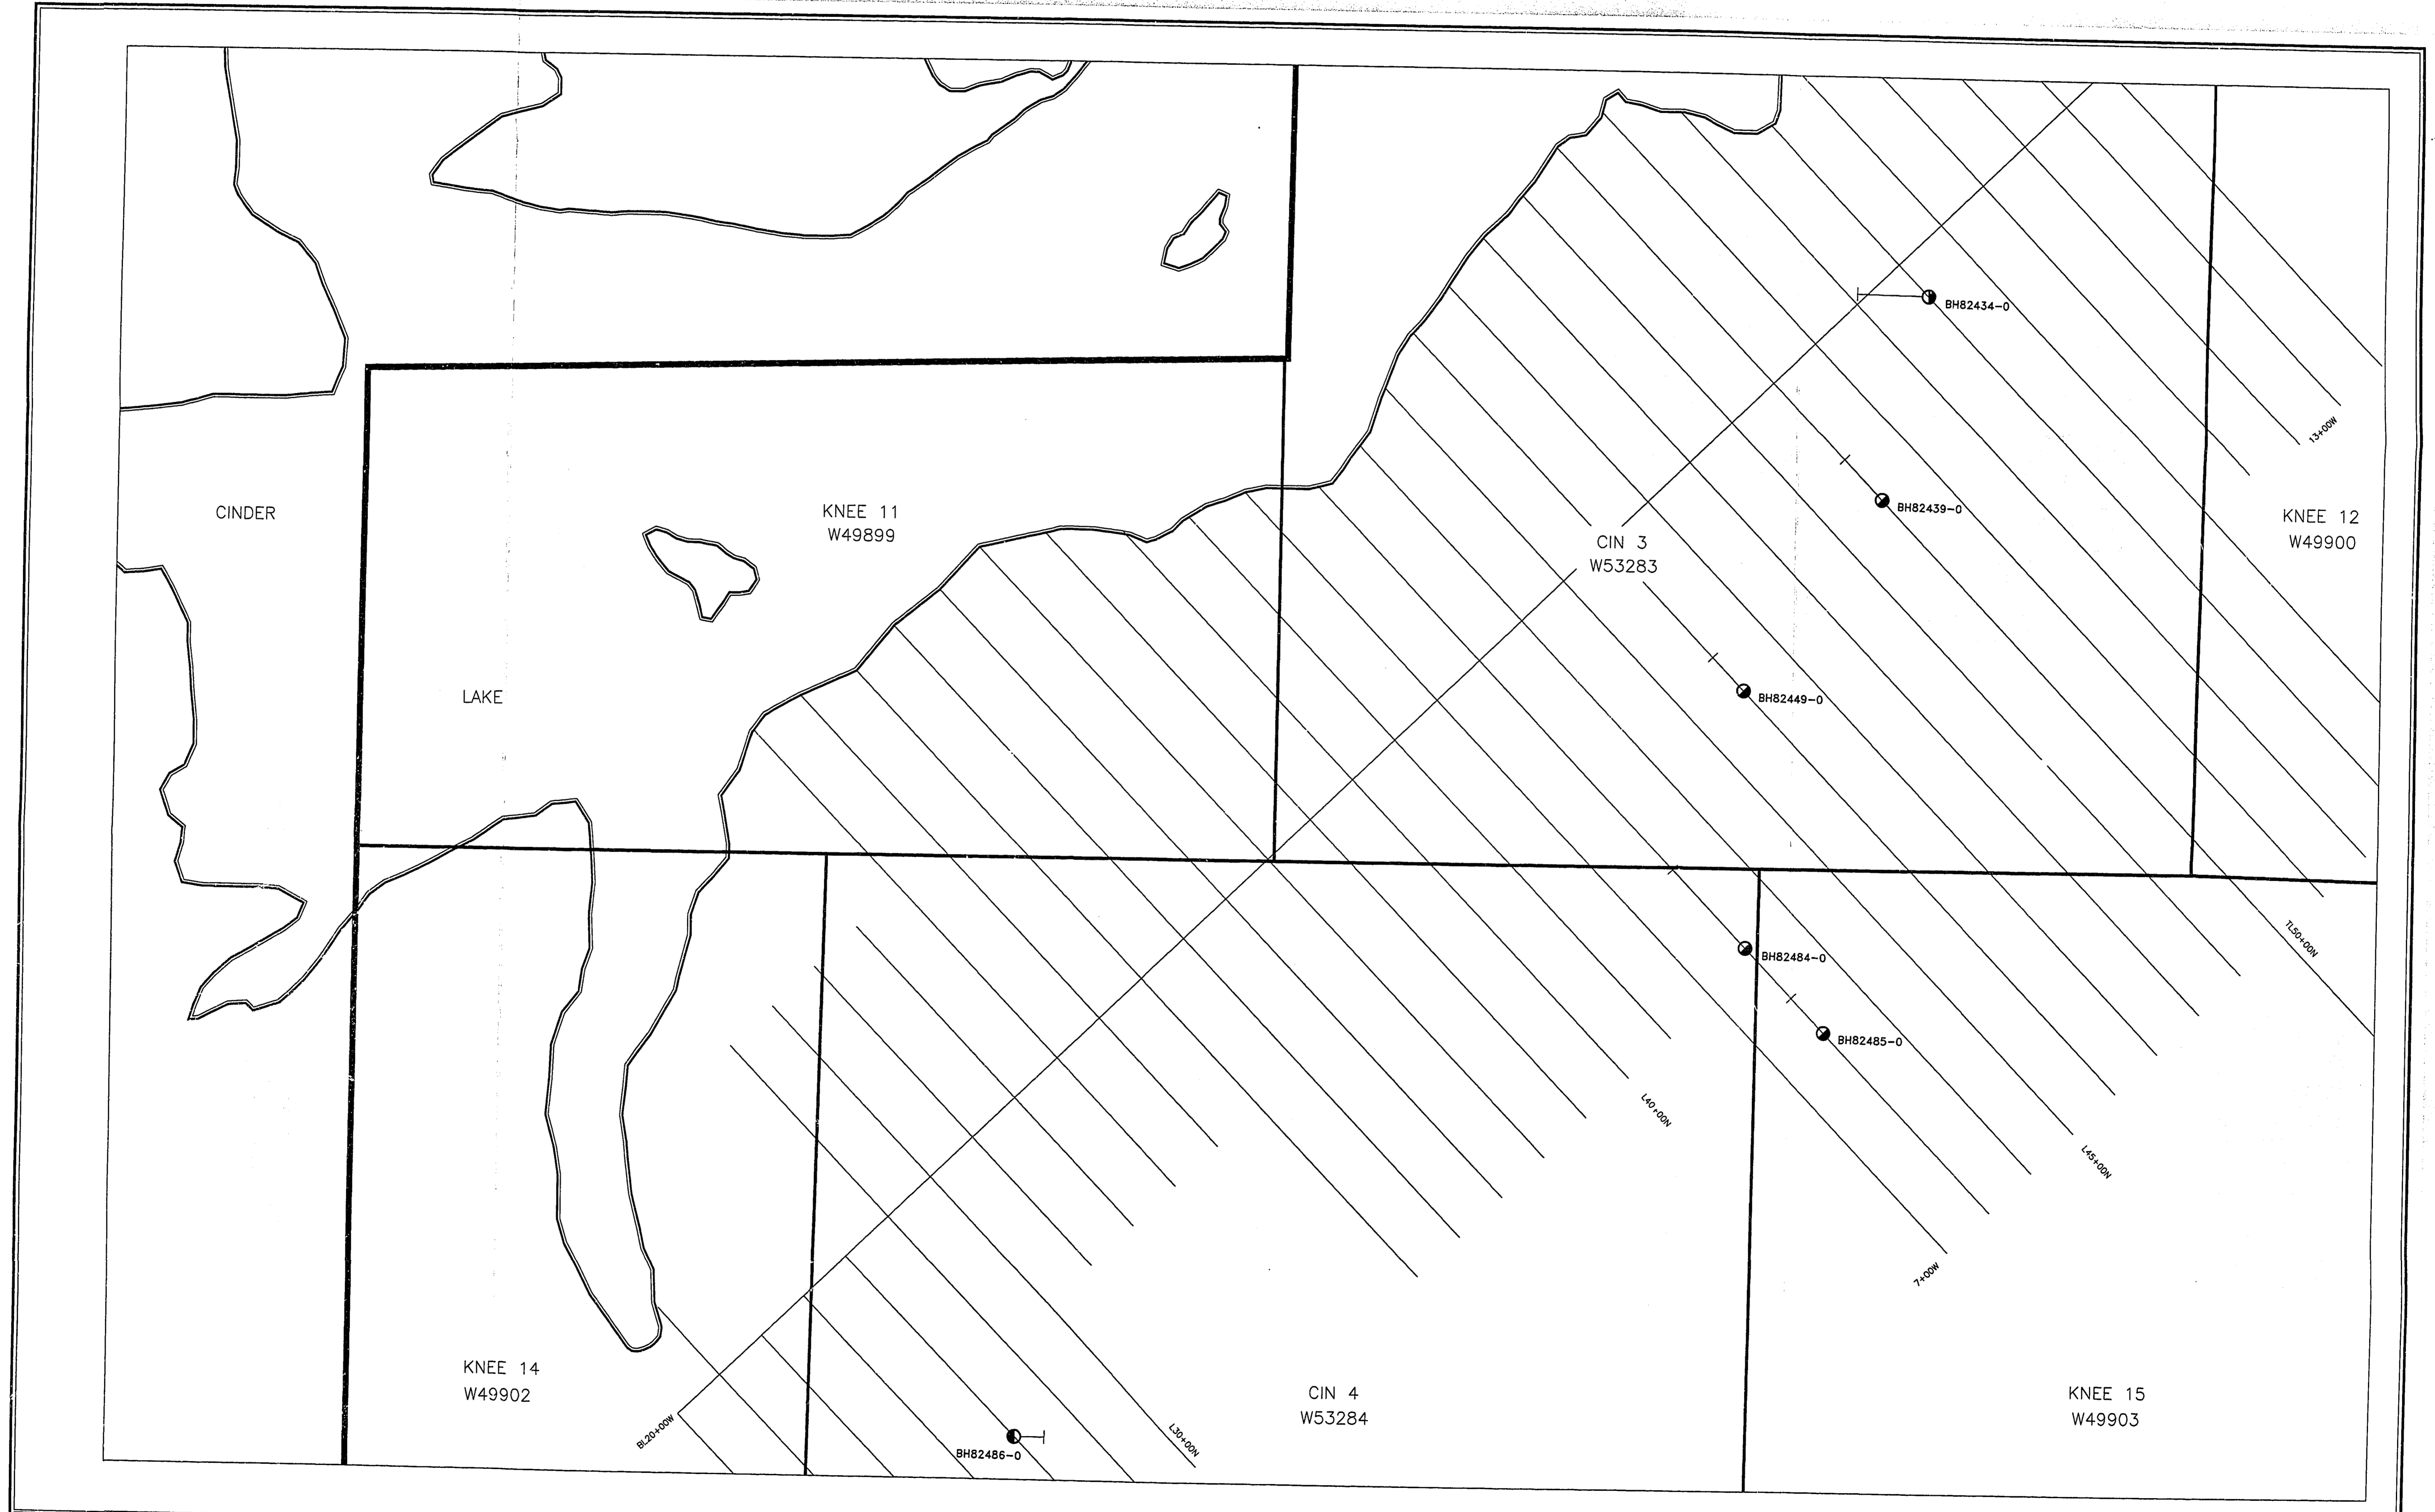 BH82434-0
13+00W
CINDER
KNEE 11
W49899
BH82439-0
KNEE 12
W49900
CIN 3
W53283
LAKE
BH82449-0
TL50+00N
BH82484-0
BH82485-0
L40+00N
L45+00N
7+00W
KNEE 14
W49902
CIN 4
W53284
KNEE 15
W49903
BL20+00W
L30+00N
BH82486-0